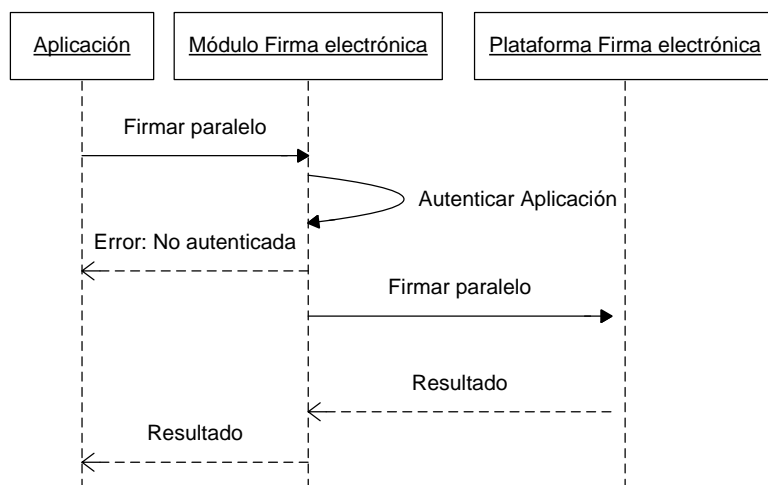 Aplicación
Módulo Firma electrónica
Plataforma Firma electrónica
Firmar paralelo
Autenticar Aplicación
Error: No autenticada
Firmar paralelo
Resultado
Resultado